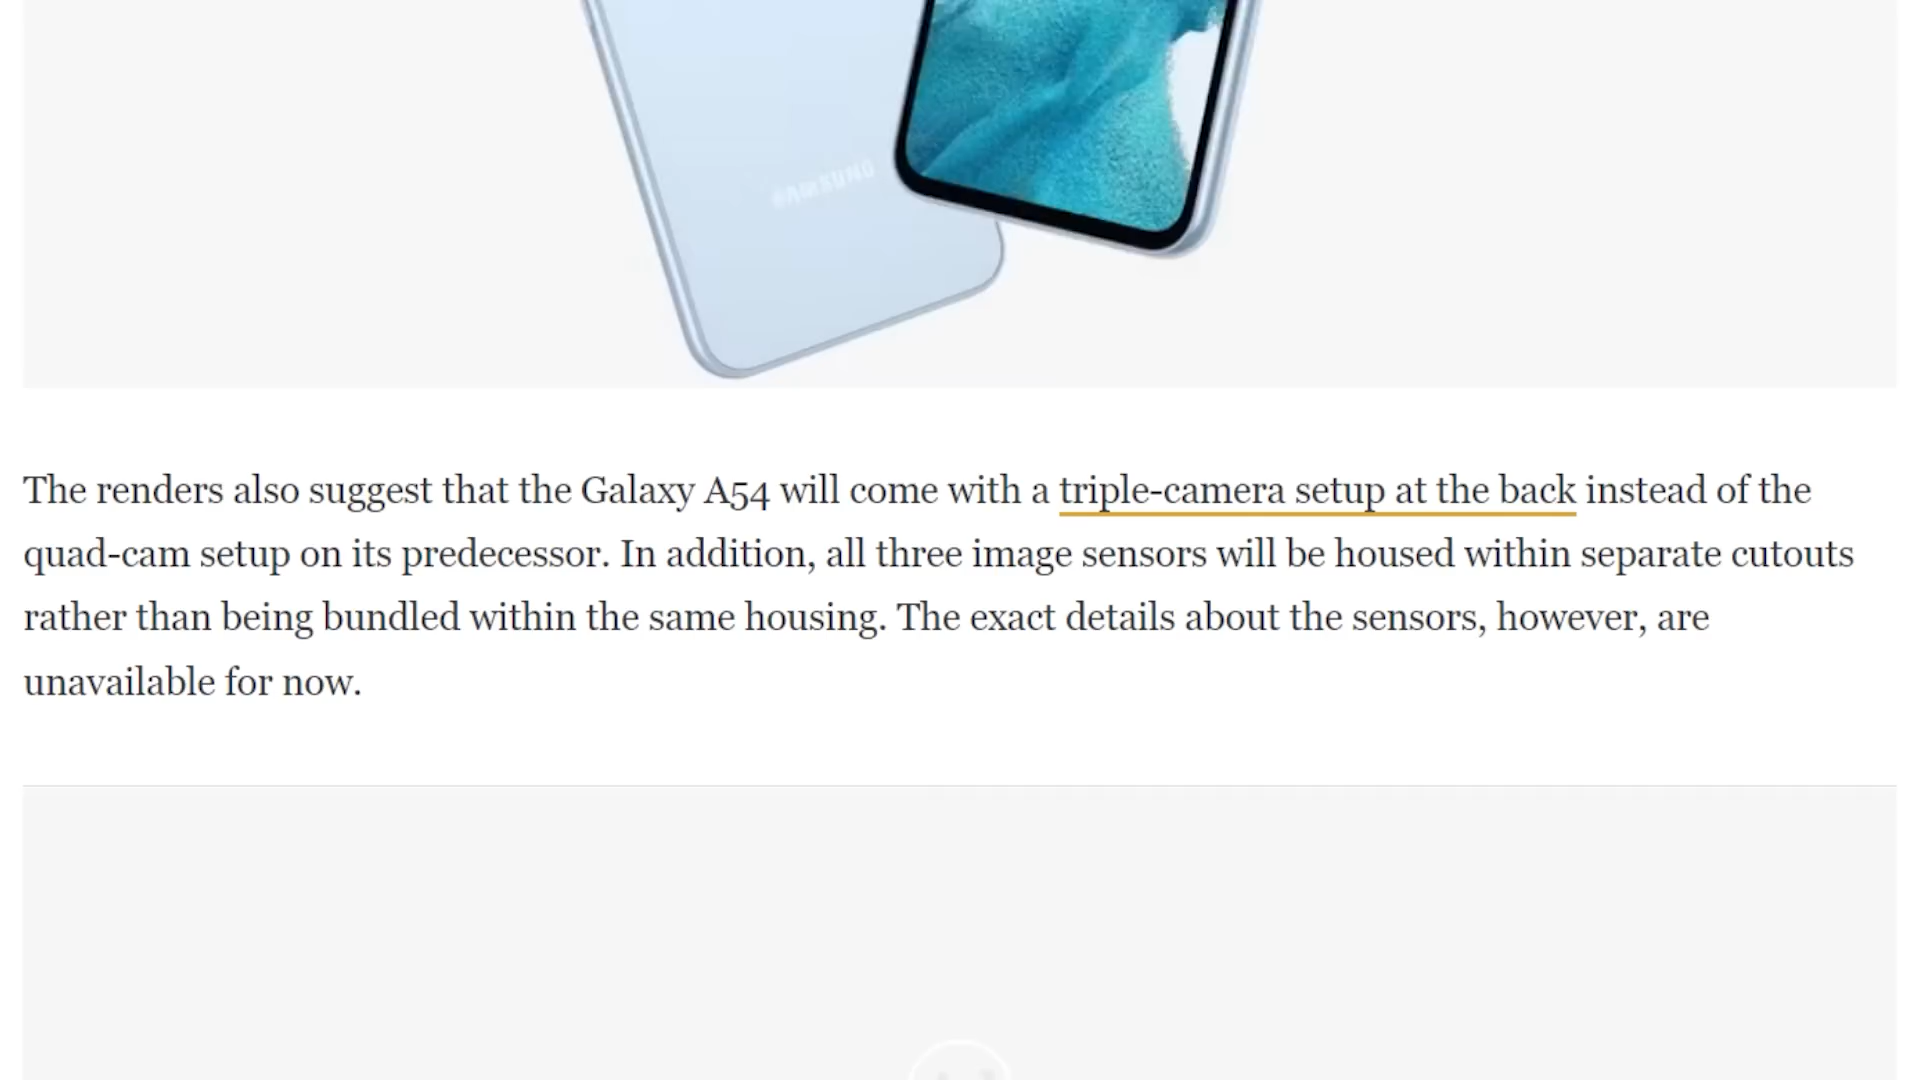 SAMSUNG
The renders also suggest that the Galaxy A54 will come with a triple-camera setup at the back instead of the
quad-cam setup on its predecessor. In addition, all three image sensors will be housed within separate cutouts
rather than being bundled within the same housing. The exact details about the sensors, however, are
unavailable for now.